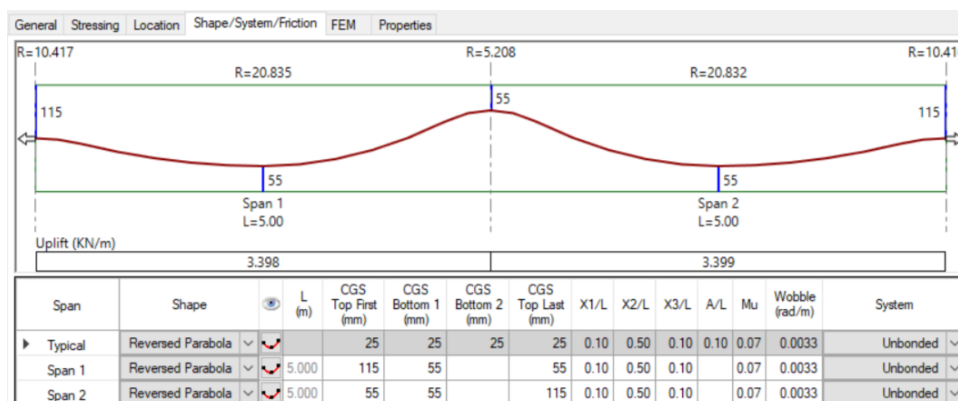 General Stressing Location Shape/System/Friction FEM Properties
R=10.417 R=5.208 R=10.41
R=20.835 R=20.832
115 55 115
55 55
Span 1 Span 2
L=5.00 L=5.00
Uplift (KN/m)
3.398 3.399
Span Shape L (m) CGS Top First (mm) CGS Bottom 1 (mm) CGS Bottom 2 (mm) CGS Top Last (mm) X1/L X2/L X3/L A/L Mu Wobble (rad/m) System
Typical Reversed Parabola 25 25 25 25 0.10 0.50 0.10 0.10 0.07 0.0033 Unbonded
Span 1 Reversed Parabola 5.000 115 55 55 0.10 0.50 0.10 0.07 0.0033 Unbonded
Span 2 Reversed Parabola 5.000 55 55 115 0.10 0.50 0.10 0.07 0.0033 Unbonded